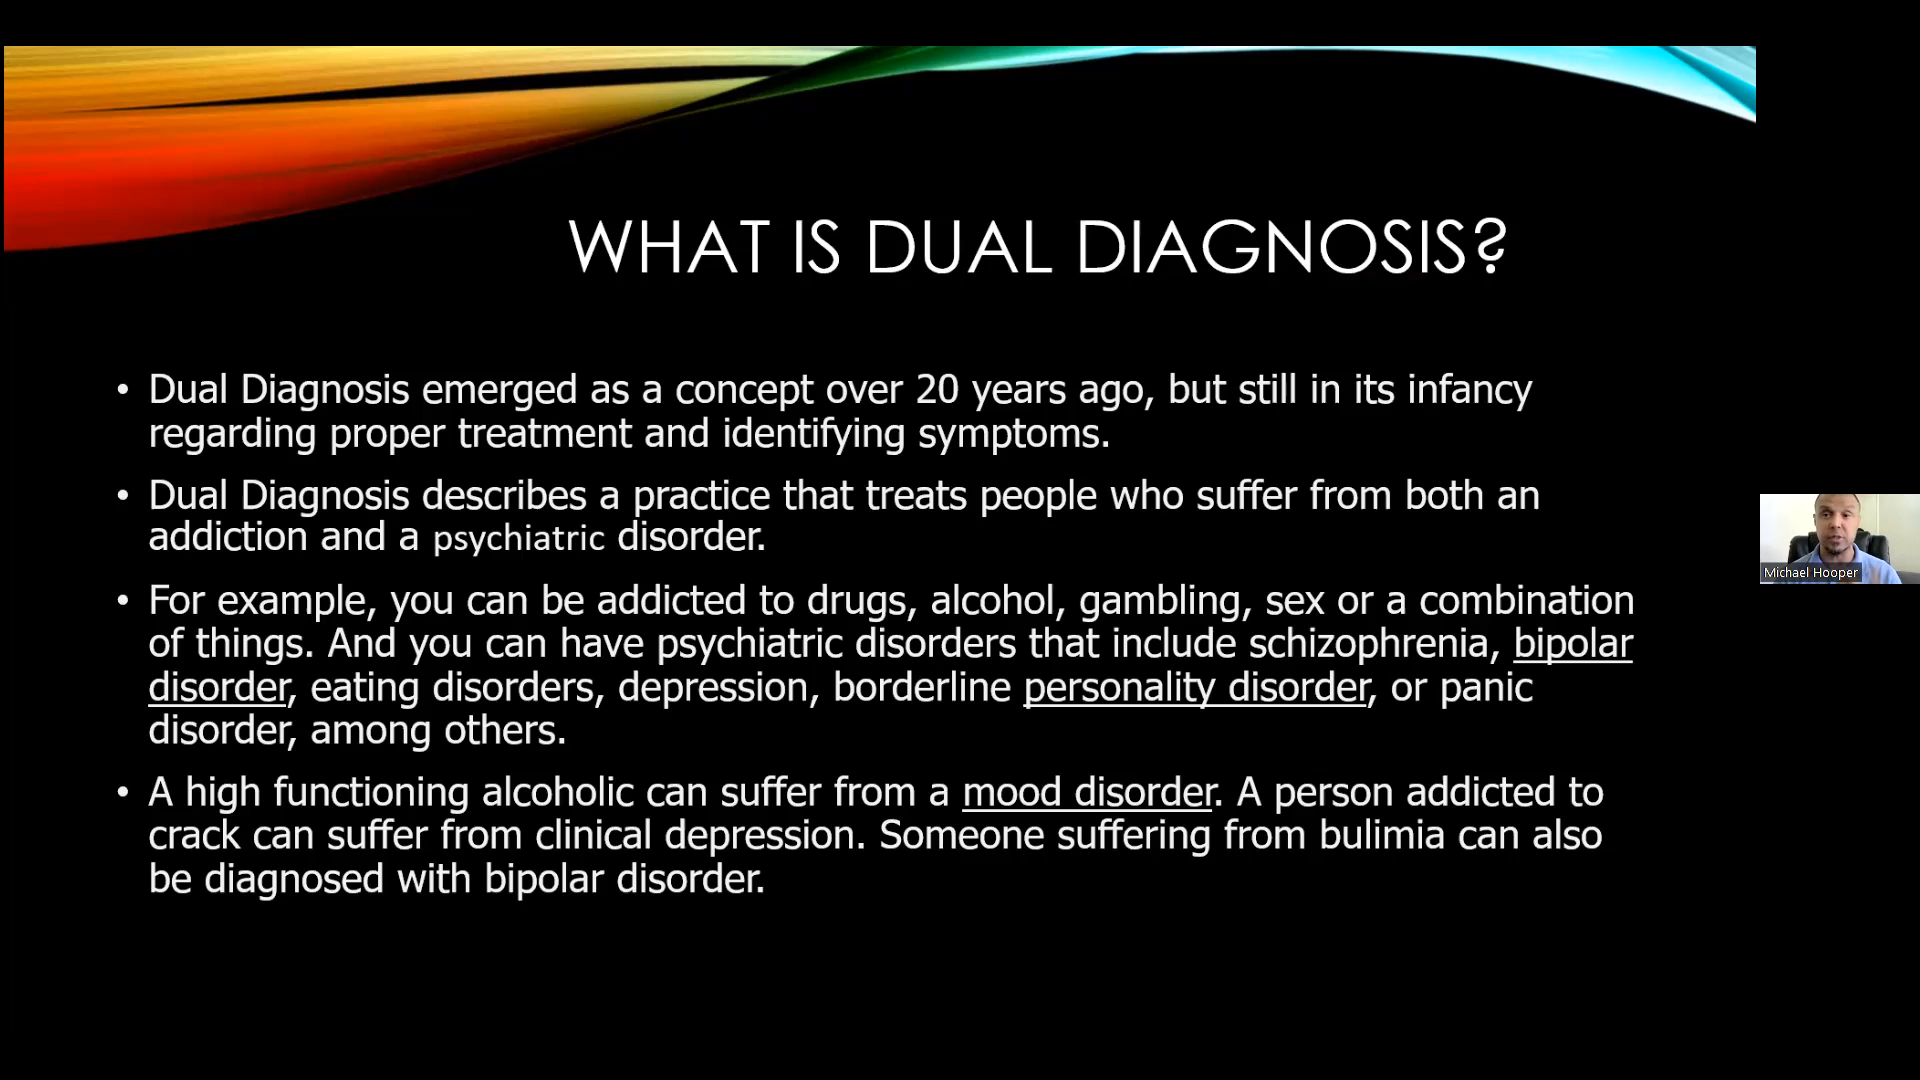 WHAT IS DUAL DIAGNOSIS?
• Dual Diagnosis emerged as a concept over 20 years ago, but still in its infancy
regarding proper treatment and identifying symptoms.
• Dual Diagnosis describes a practice that treats people who suffer from both an
addiction and a psychiatric disorder.
• For example, you can be addicted to drugs, alcohol, gambling, sex or a combination
of things. And you can have psychiatric disorders that include schizophrenia, bipolar
disorder, eating disorders, depression, borderline personality disorder, or panic
disorder, among others.
• A high functioning alcoholic can suffer from a mood disorder. A person addicted to
crack can suffer from clinical depression. Someone suffering from bulimia can also
be diagnosed with bipolar disorder.
Michael Hooper